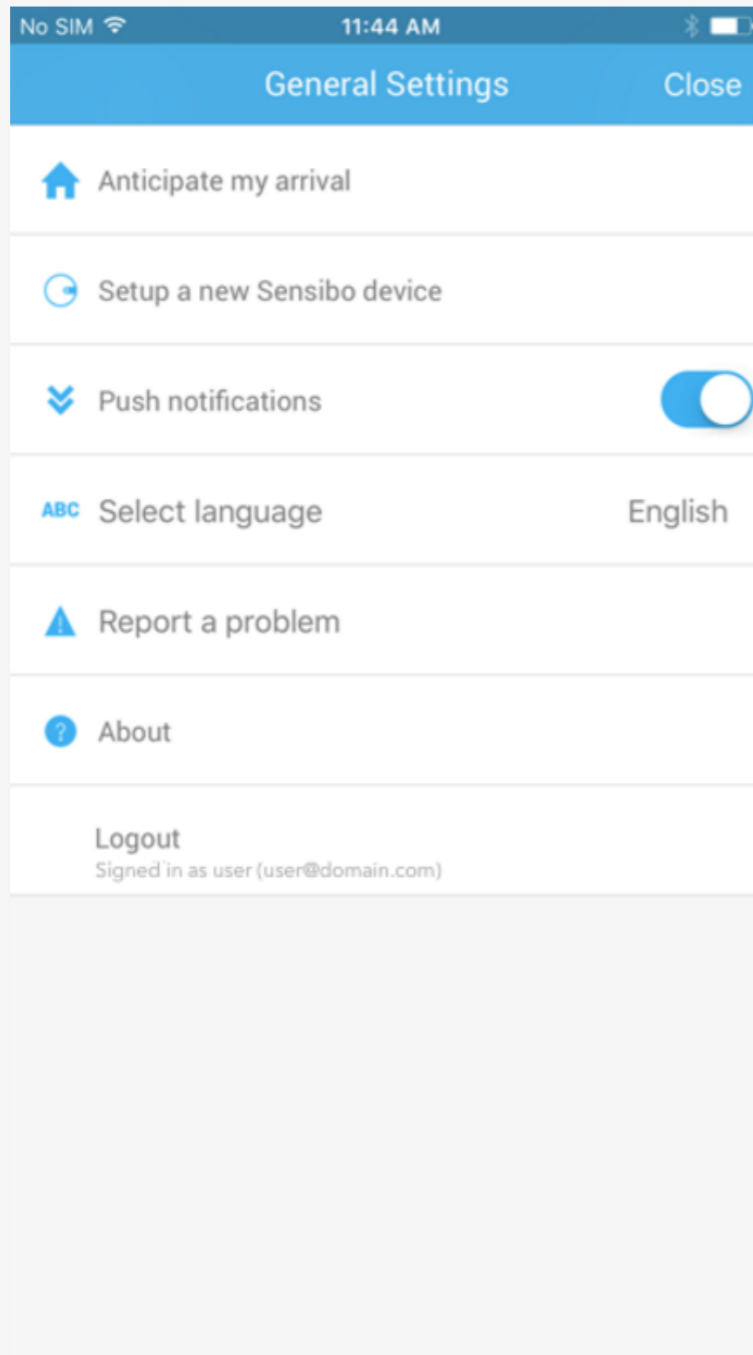 No SIM 11:44 AM
General Settings Close
Anticipate my arrival
Setup a new Sensibo device
Push notifications
ABC Select language English
Report a problem
About
Logout
Signed in as user (user@domain.com)